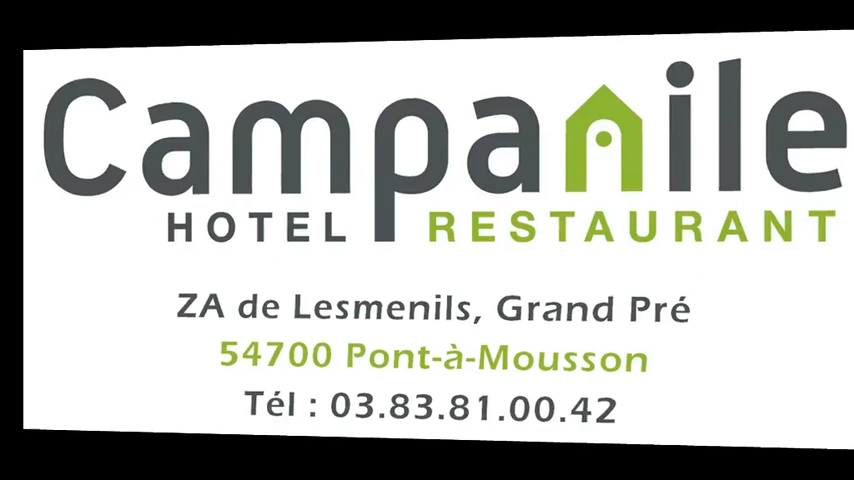 Campanile
HOTEL RESTAURANT
ZA de Lesmenils, Grand Pré
54700 Pont-à-Mousson
Tél : 03.83.81.00.42